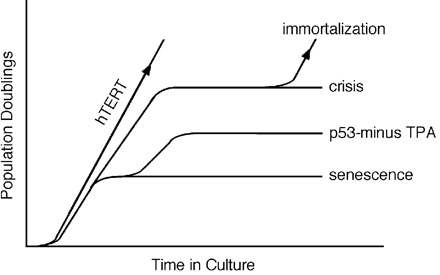 immortalization
hTERT
crisis
p53-minus TPA
senescence
Population Doublings
Time in Culture